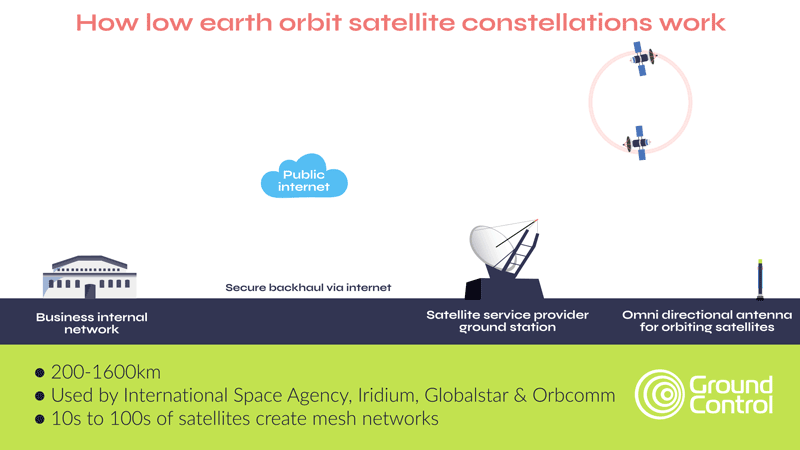 How low earth orbit satellite constellations work
Public
internet
Secure backhaul via internet
Business internal
network
Satellite service provider
ground station
Omni directional antenna
for orbiting satellites
200-1600km
Used by International Space Agency, Iridium, Globalstar & Orbcomm
10s to 100s of satellites create mesh networks
Ground
Control